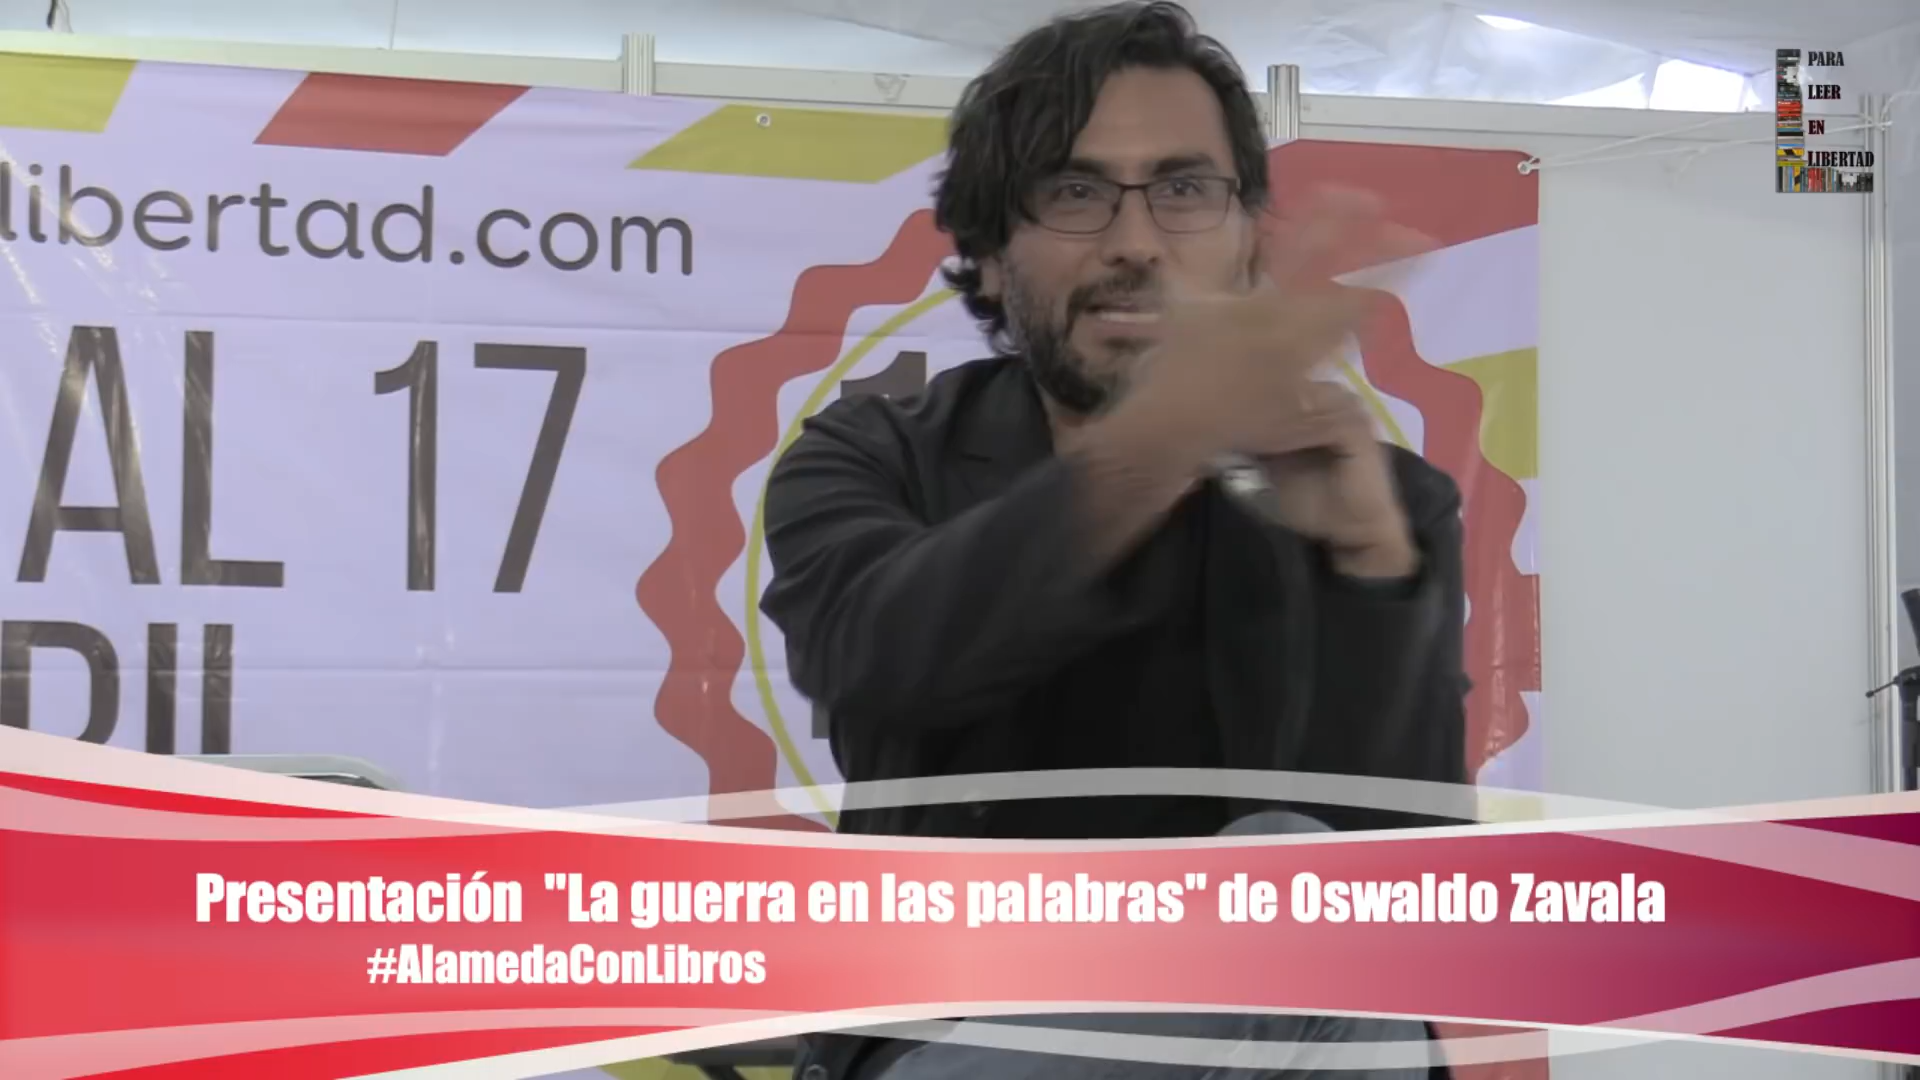 PARA
LEER
EN
LIBERTAD
libertad.com
AL 17
Presentación "La guerra en las palabras" de Oswaldo Zavala
#AlamedaConLibros